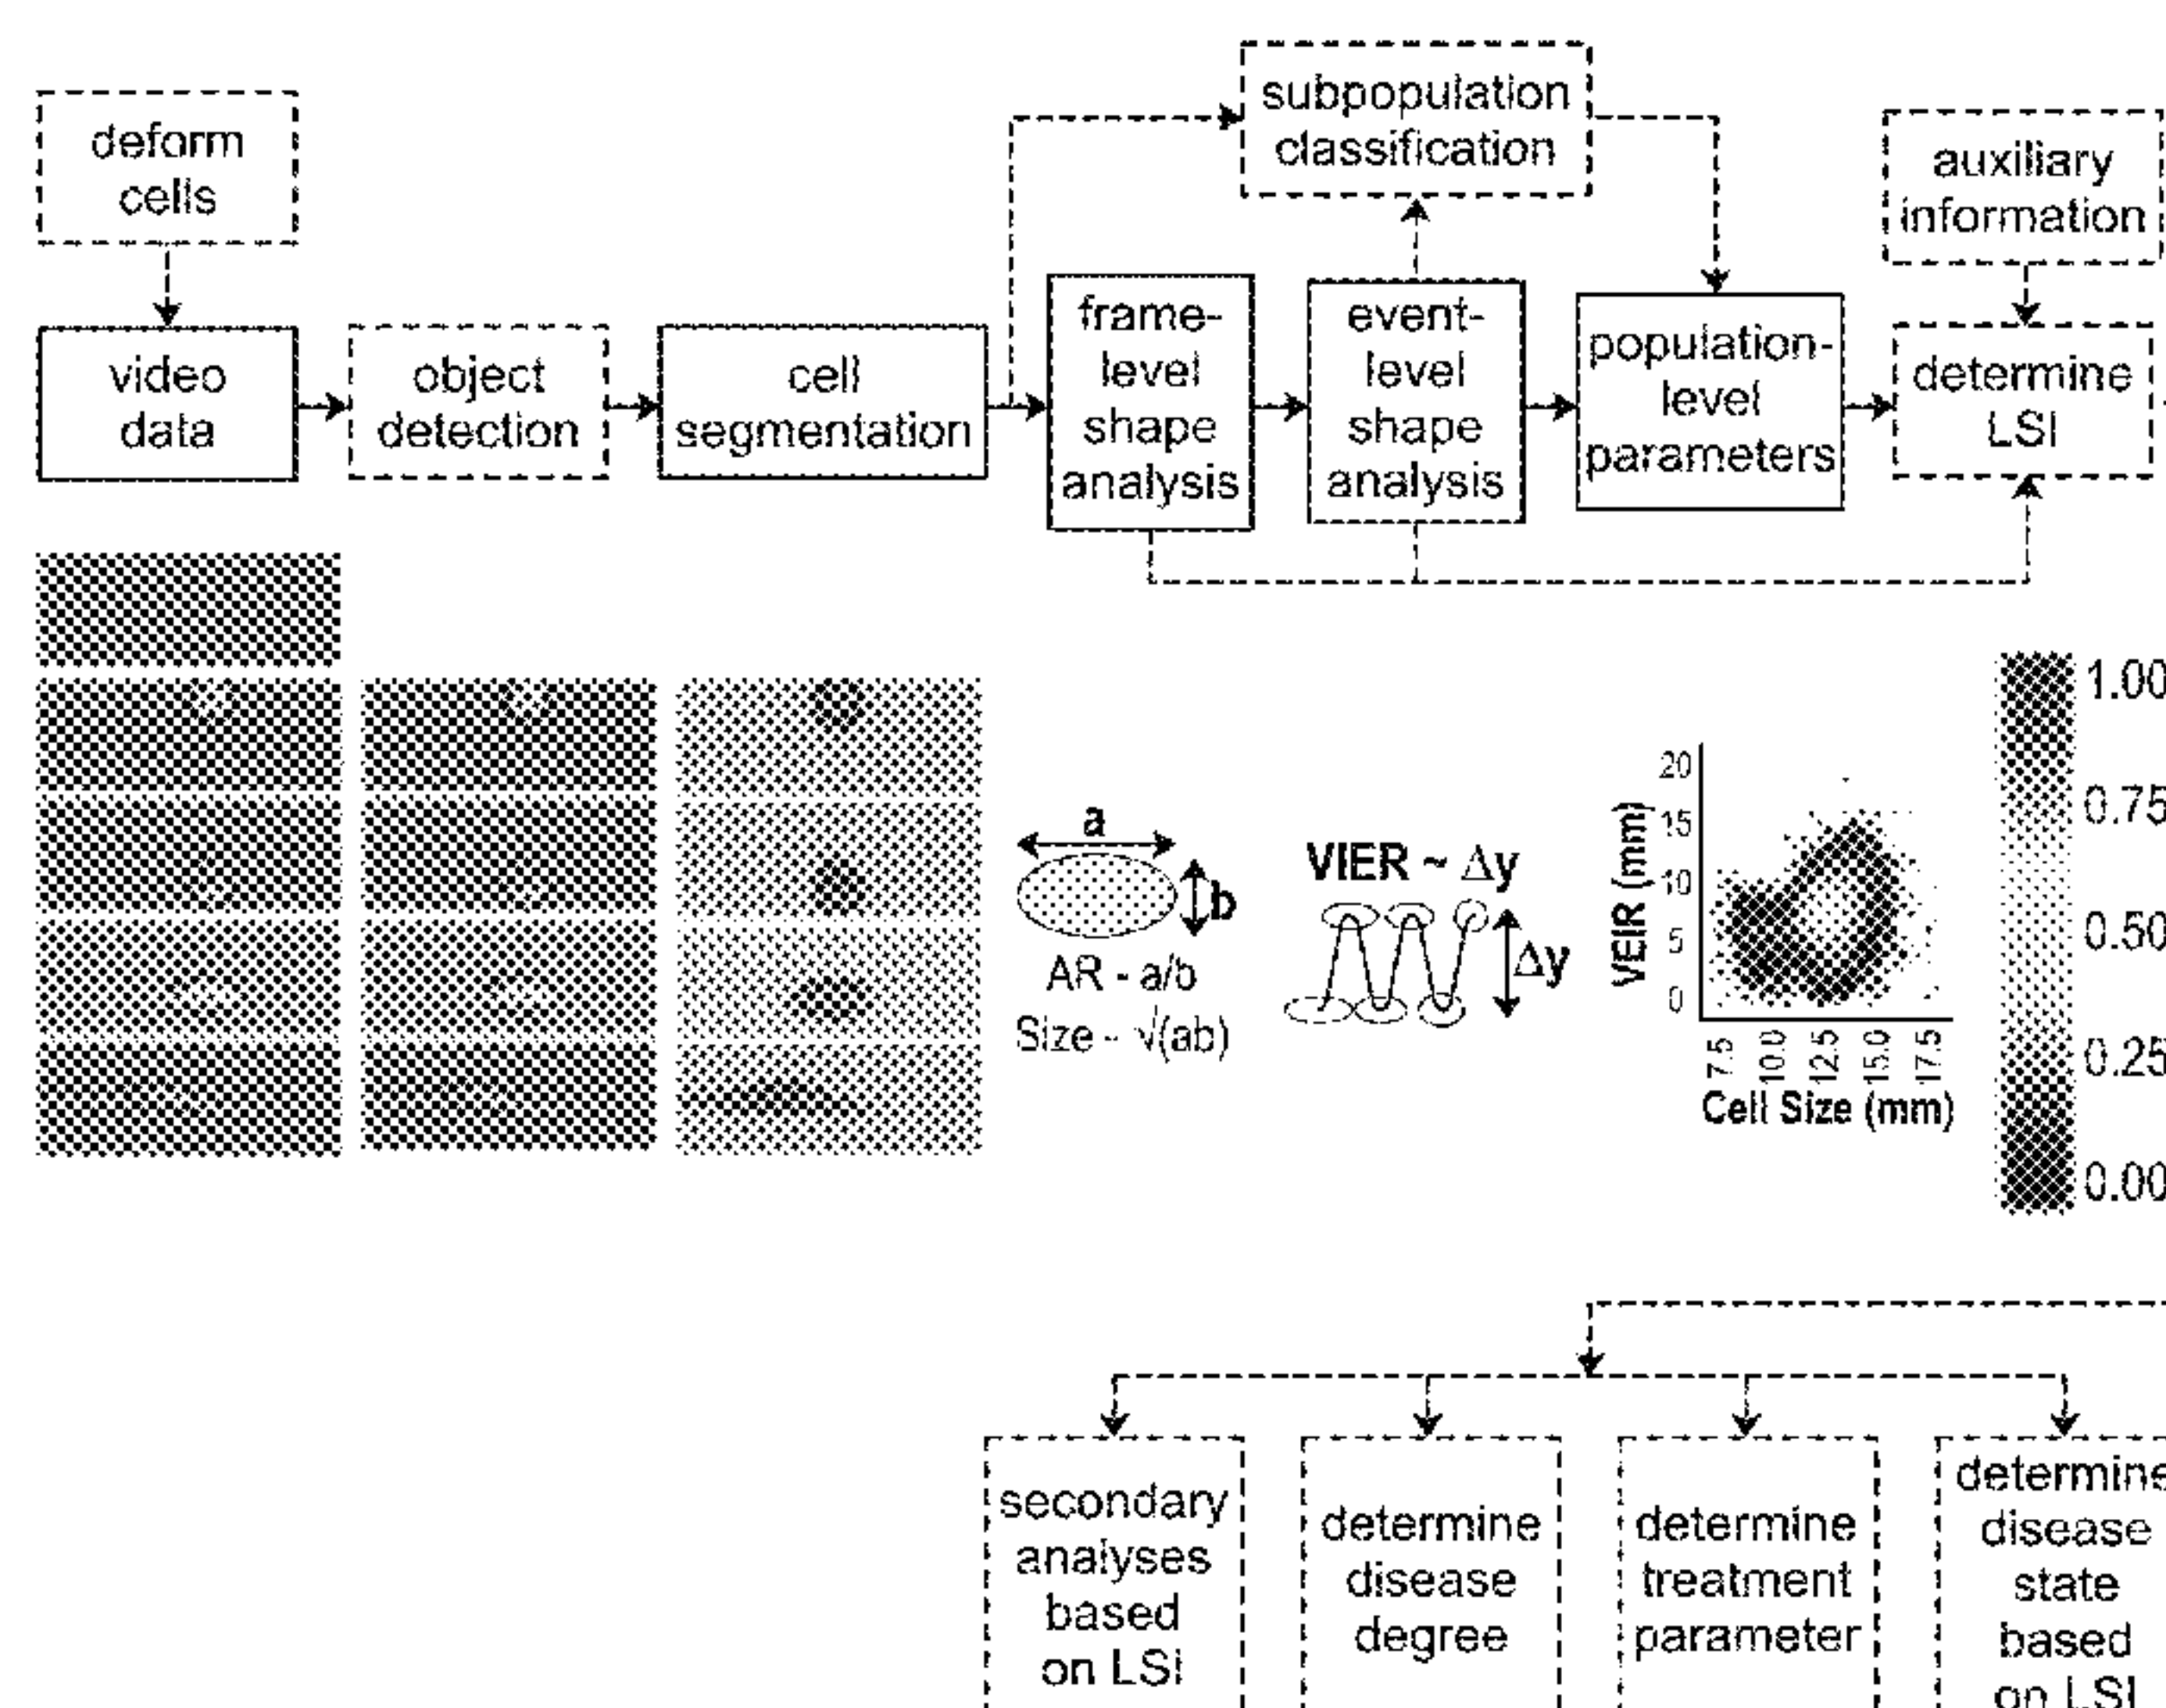 subpopulation
classification
deform
cells
auxiliary
information
video
data
object
detection
cell
segmentation
frame-
level
shape
analysis
event-
level
shape
analysis
population-
level
parameters
determine
LSI
a
b
AR - a/b
Size - √(ab)
VIER ~ Δy
Δy
VEIR (mm)
20
15
10
5
0
7.5
10.0
12.5
15.0
17.5
Cell Size (mm)
1.00
0.75
0.50
0.25
0.00
secondary
analyses
based
on LSI
determine
disease
degree
determine
treatment
parameter
determine
disease
state
based
on LSI